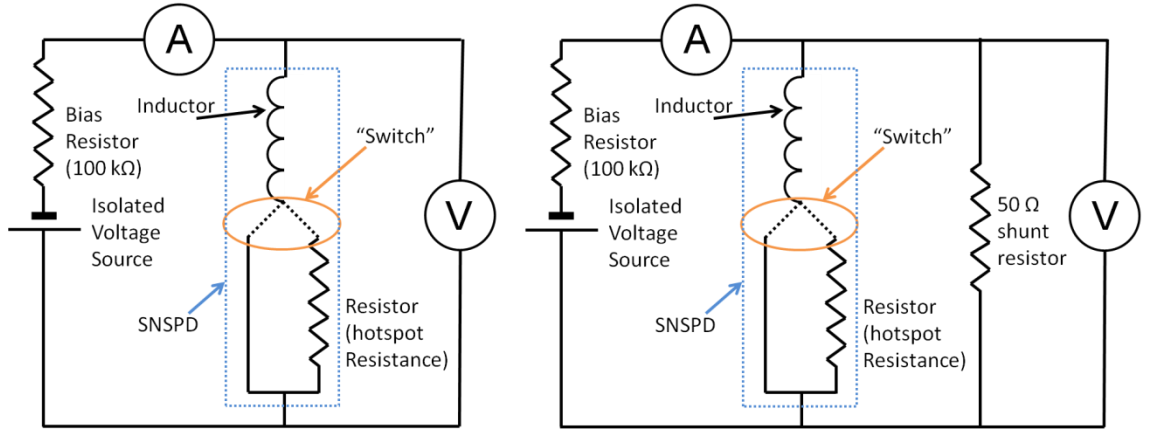 A
Inductor
Bias
Resistor
(100 kΩ)
"Switch"
V
Isolated
Voltage
Source
SNSPD
Resistor
(hotspot
Resistance)
A
Inductor
Bias
Resistor
(100 kΩ)
"Switch"
50 Ω
shunt
resistor
V
Isolated
Voltage
Source
SNSPD
Resistor
(hotspot
Resistance)